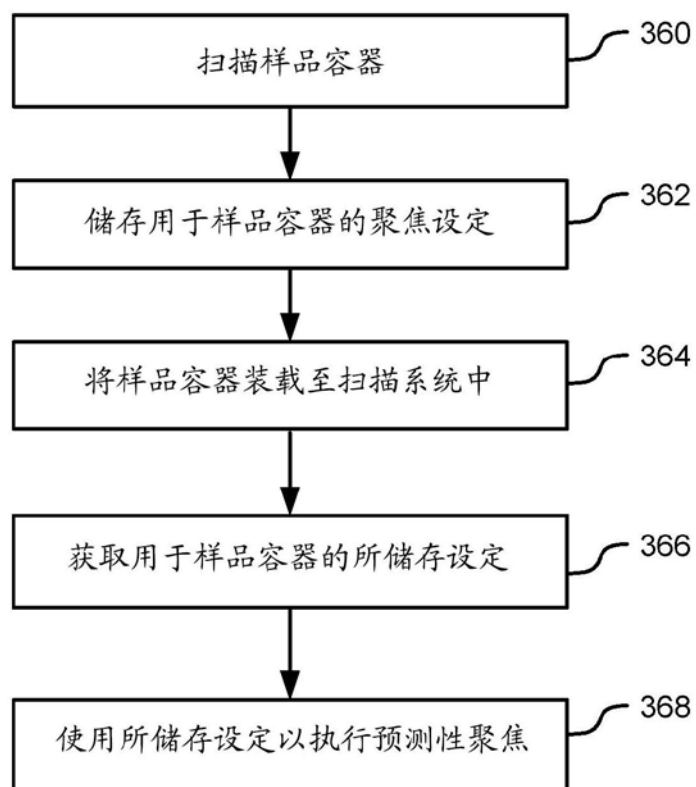 扫描样品容器
360
储存用于样品容器的聚焦设定
362
将样品容器装载至扫描系统中
364
获取用于样品容器的所储存设定
366
使用所储存设定以执行预测性聚焦
368